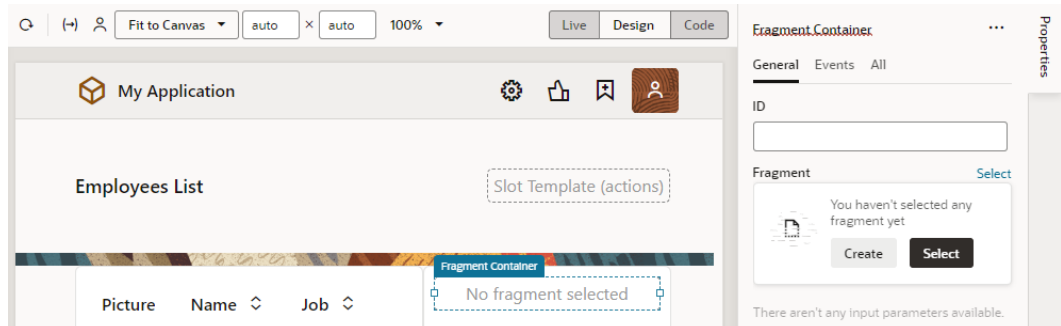 Fit to Canvas auto × auto 100% Live Design Code
My Application
Employees List
Slot Template (actions)
Fragment Container
No fragment selected
Picture Name Job
Fragment Container
General Events All
ID
Fragment Select
You haven't selected any
fragment yet
Create Select
There aren't any input parameters available.
Properties